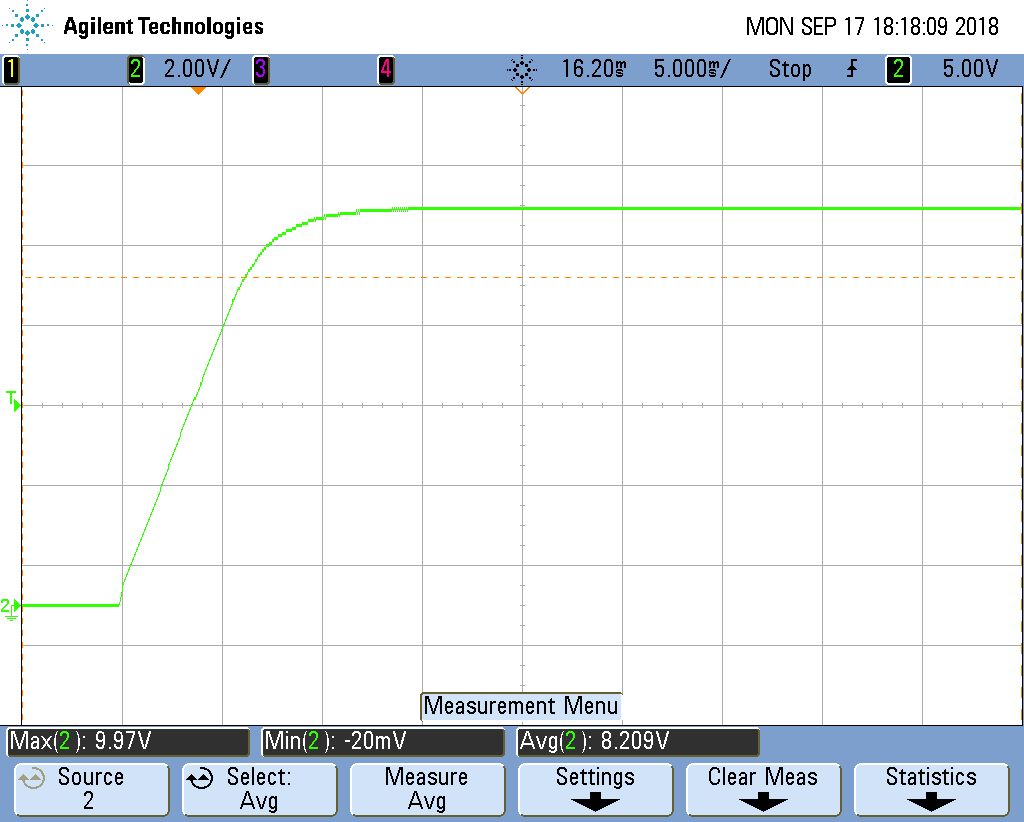 Agilent Technologies
MON SEP 17 18:18:09 2018
1 2 2.00V/ 3 4 16.20ms 5.000ms/ Stop 2 5.00V
T
2
Measurement Menu
Max(2): 9.97V Min(2): -20mV Avg(2): 8.209V
Source
2
Select:
Avg
Measure
Avg
Settings
Clear Meas
Statistics